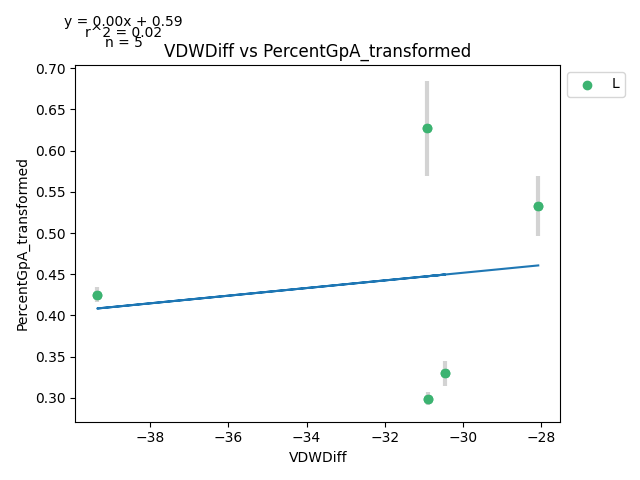 y = 0.00x + 0.59
r^2 = 0.02
n = 5
VDWDiff vs PercentGpA_transformed
L
PercentGpA_transformed
0.70
0.65
0.60
0.55
0.50
0.45
0.40
0.35
0.30
−38
−36
−34
−32
−30
−28
VDWDiff